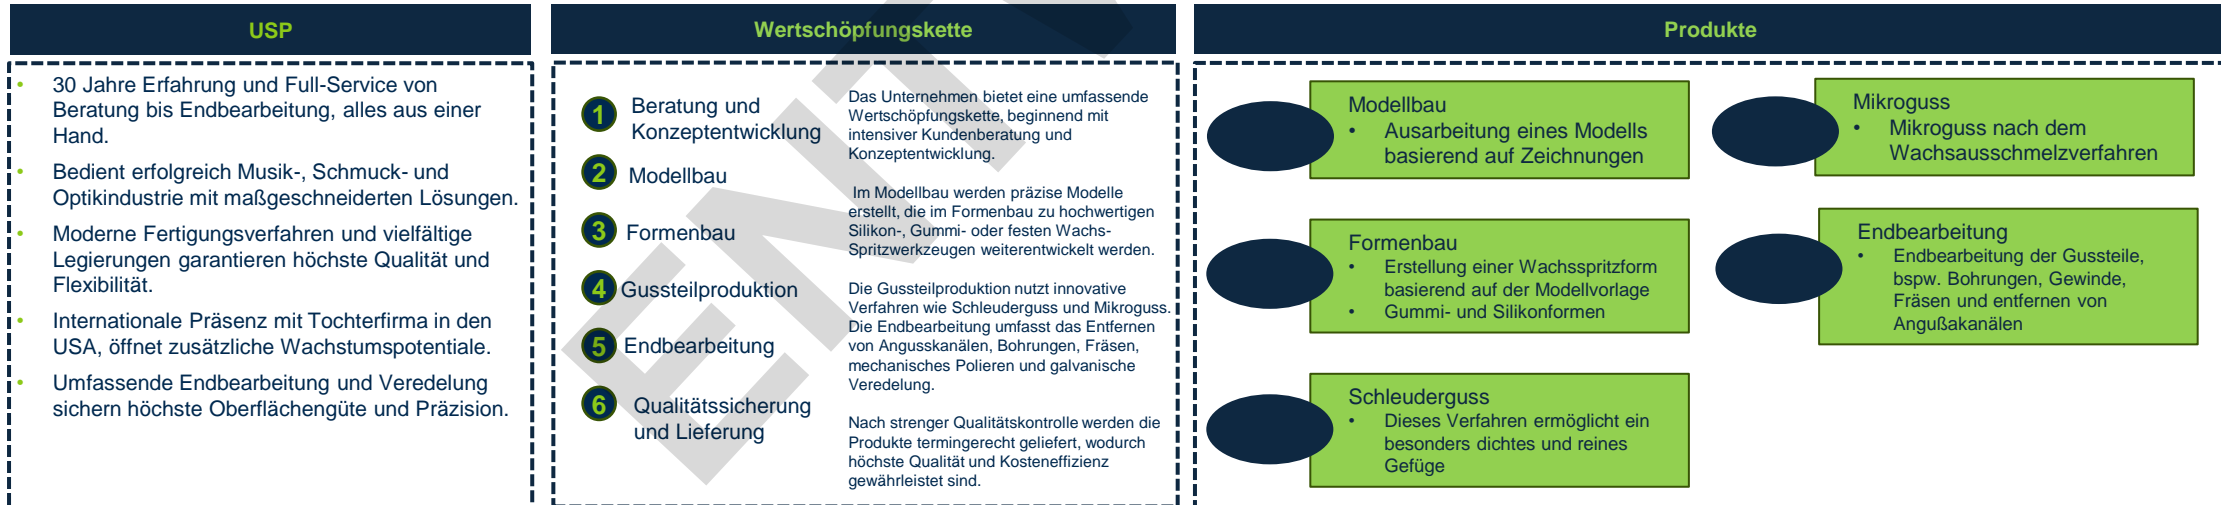 USP
30 Jahre Erfahrung und Full-Service von
Beratung bis Endbearbeitung, alles aus einer
Hand.
Bedient erfolgreich Musik-, Schmuck- und
Optikindustrie mit maßgeschneiderten Lösungen.
Moderne Fertigungsverfahren und vielfältige
Legierungen garantieren höchste Qualität und
Flexibilität.
Internationale Präsenz mit Tochterfirma in den
USA, öffnet zusätzliche Wachstumspotentiale.
Umfassende Endbearbeitung und Veredelung
sichern höchste Oberflächengüte und Präzision.
Wertschöpfungskette
1 Beratung und
Konzeptentwicklung
2 Modellbau
3 Formenbau
4 Gussteilproduktion
5 Endbearbeitung
6 Qualitätssicherung
und Lieferung
Das Unternehmen bietet eine umfassende
Wertschöpfungskette, beginnend mit
intensiver Kundenberatung und
Konzeptentwicklung.
Im Modellbau werden präzise Modelle
erstellt, die im Formenbau zu hochwertigen
Silikon-, Gummi- oder festen Wachs-
Spritzwerkzeugen weiterentwickelt werden.
Die Gussteilproduktion nutzt innovative
Verfahren wie Schleuderguss und Mikroguss.
Die Endbearbeitung umfasst das Entfernen
von Angusskanälen, Bohrungen, Fräsen,
mechanisches Polieren und galvanische
Veredelung.
Nach strenger Qualitätskontrolle werden die
Produkte termingerecht geliefert, wodurch
höchste Qualität und Kosteneffizienz
gewährleistet sind.
Produkte
Modellbau
• Ausarbeitung eines Modells
basierend auf Zeichnungen
Formenbau
• Erstellung einer Wachsspritzform
basierend auf der Modellvorlage
• Gummi- und Silikonformen
Schleuderguss
• Dieses Verfahren ermöglicht ein
besonders dichtes und reines
Gefüge
Mikroguss
• Mikroguss nach dem
Wachsausschmelzverfahren
Endbearbeitung
• Endbearbeitung der Gussteile,
bspw. Bohrungen, Gewinde,
Fräsen und entfernen von
Angußakanälen